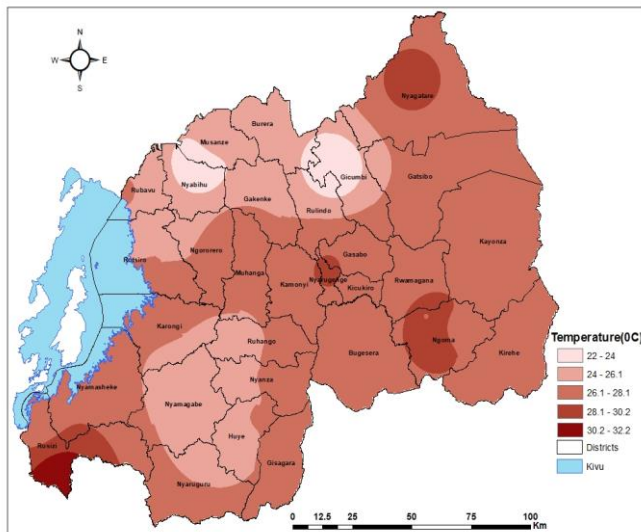 N
W E
S
Nyagatare
Burera
Musanze
Gicumbi
Nyabihu
Rubavu
Gakenke
Rulindo
Gatsibo
Rutsiro
Ngororero
Gasabo
Kayonza
Muhanga
Kamonyi
Nyarugenge
Kicukiro
Rwamagana
Karongi
Ruhango
Bugesera
Ngoma
Kirehe
Nyamasheke
Nyanza
Nyamagabe
Huye
Rusizi
Gisagara
Nyaruguru
Temperature(0C)
22 - 24
24 - 26.1
26.1 - 28.1
28.1 - 30.2
30.2 - 32.2
Districts
Kivu
0 12.5 25 50 75 100
Km